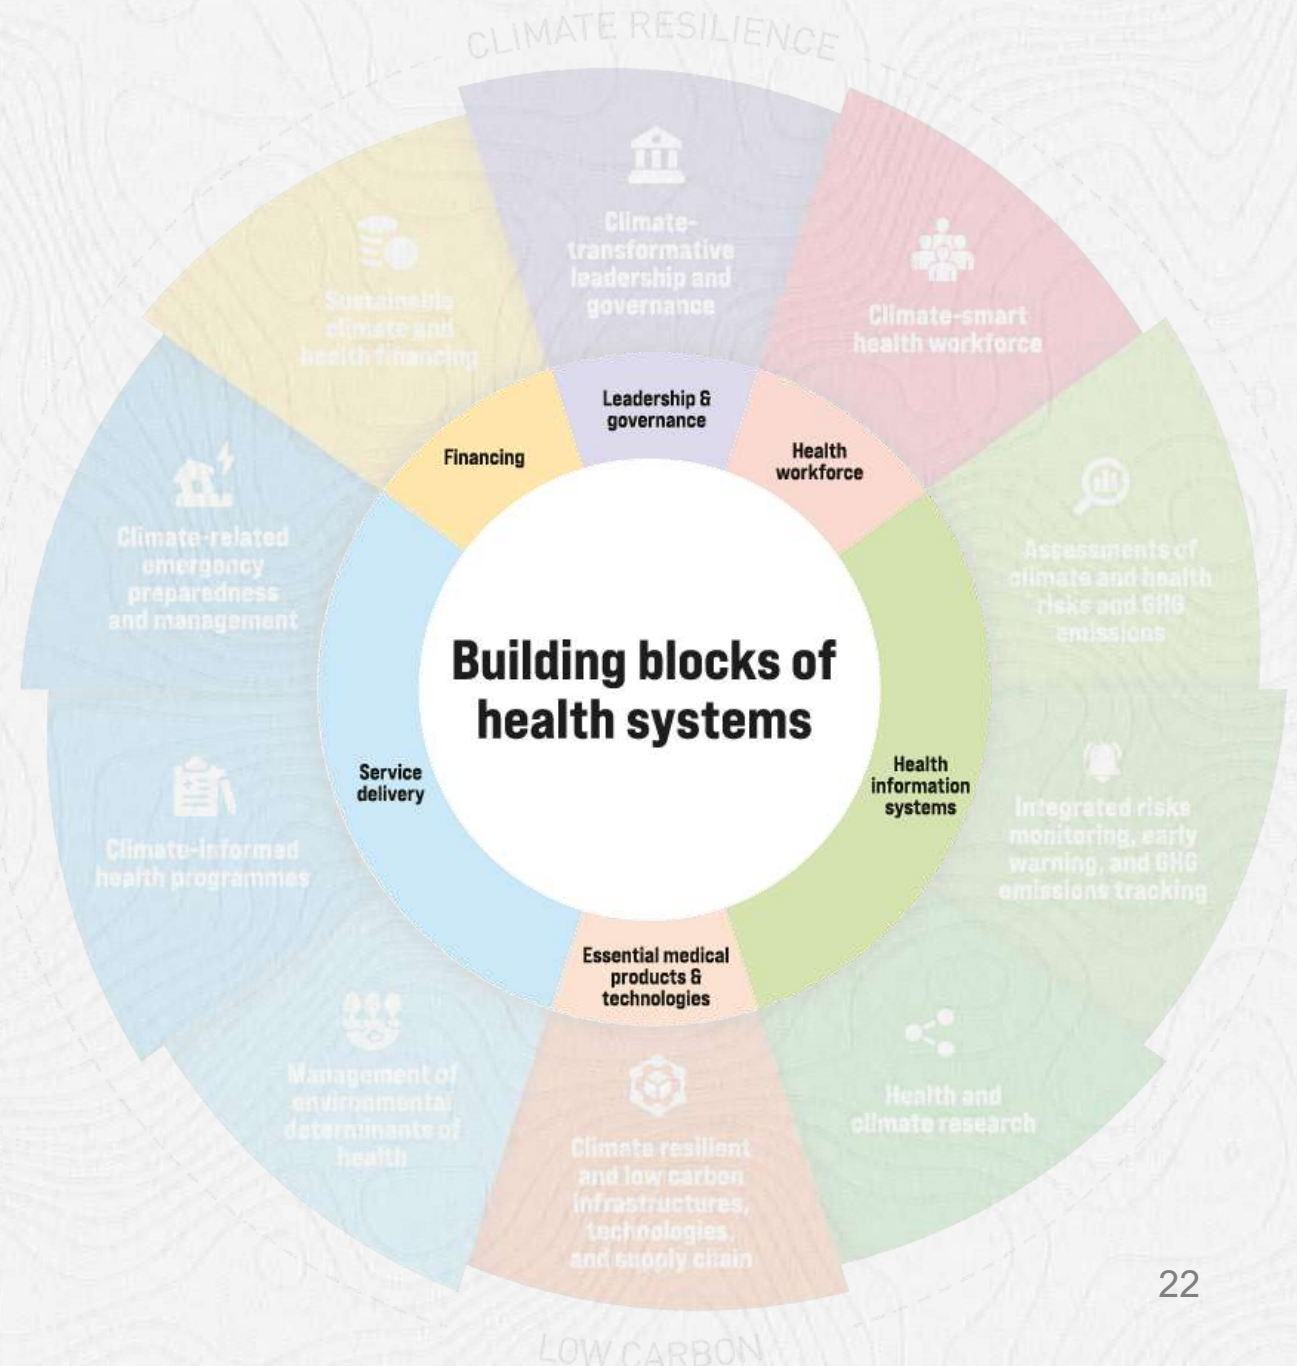 CLIMATE RESILIENCE
Climate-
transformative
leadership and
governance
Climate-smart
health workforce
Assessments of
climate and health
risks and GHG
emissions
Integrated risks
monitoring, early
warning, and GHG
emissions tracking
Health and
climate research
Climate resilient
and low carbon
infrastructures,
technologies,
and supply chain
Management of
environmental
determinants of
health
Climate-informed
health programmes
Climate-related
emergency
preparedness
and management
Sustainable
climate and
health financing
Leadership &
governance
Health
workforce
Health
information
systems
Essential medical
products &
technologies
Service
delivery
Financing
Building blocks of
health systems
22
LOW CARBON